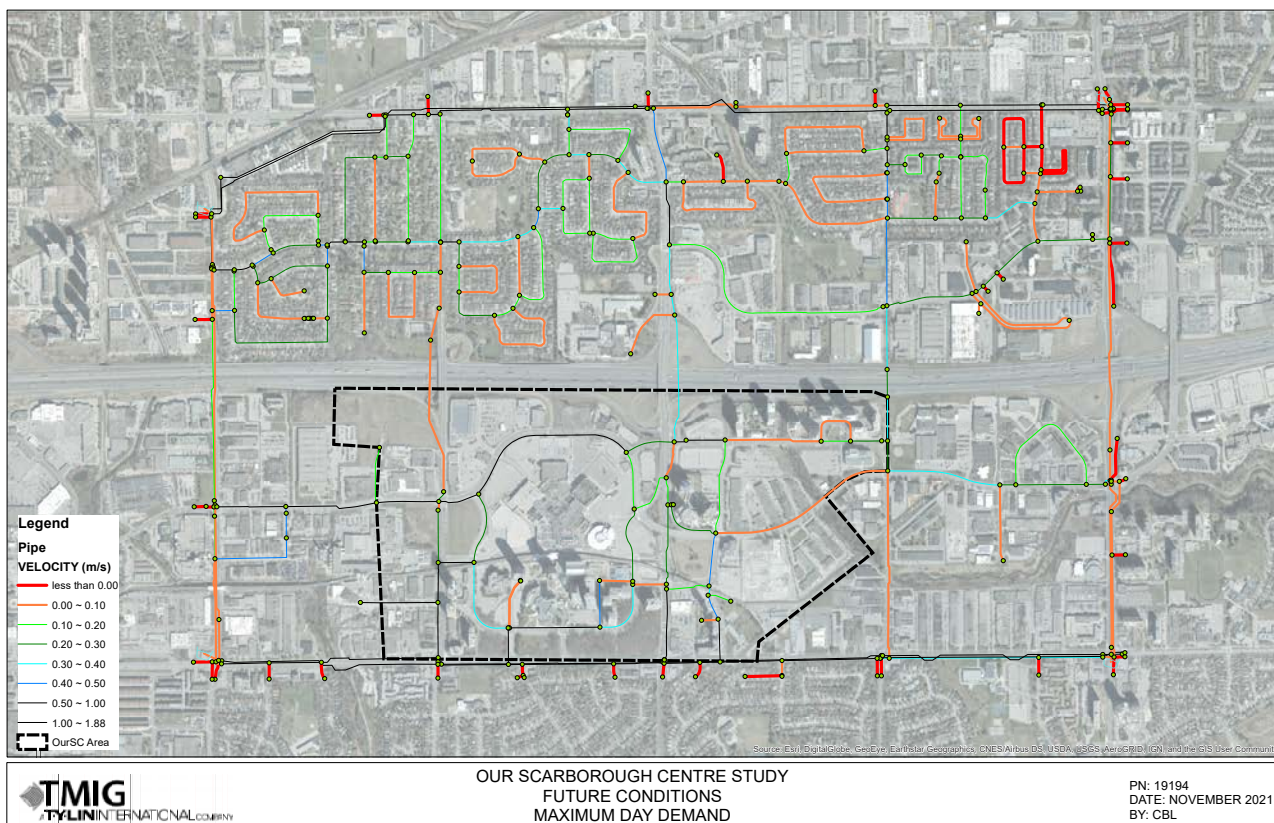 Legend
Pipe
VELOCITY (m/s)
less than 0.00
0.00 ~ 0.10
0.10 ~ 0.20
0.20 ~ 0.30
0.30 ~ 0.40
0.40 ~ 0.50
0.50 ~ 1.00
1.00 ~ 1.88
OurSC Area
Source: Esri, DigitalGlobe, GeoEye, Earthstar Geographics, CNES/Airbus DS, USDA, USGS, AeroGRID, IGN, and the GIS User Communit
TMIG
A TYLIN INTERNATIONAL COMPANY
OUR SCARBOROUGH CENTRE STUDY
FUTURE CONDITIONS
MAXIMUM DAY DEMAND
PN: 19194
DATE: NOVEMBER 2021
BY: CBL